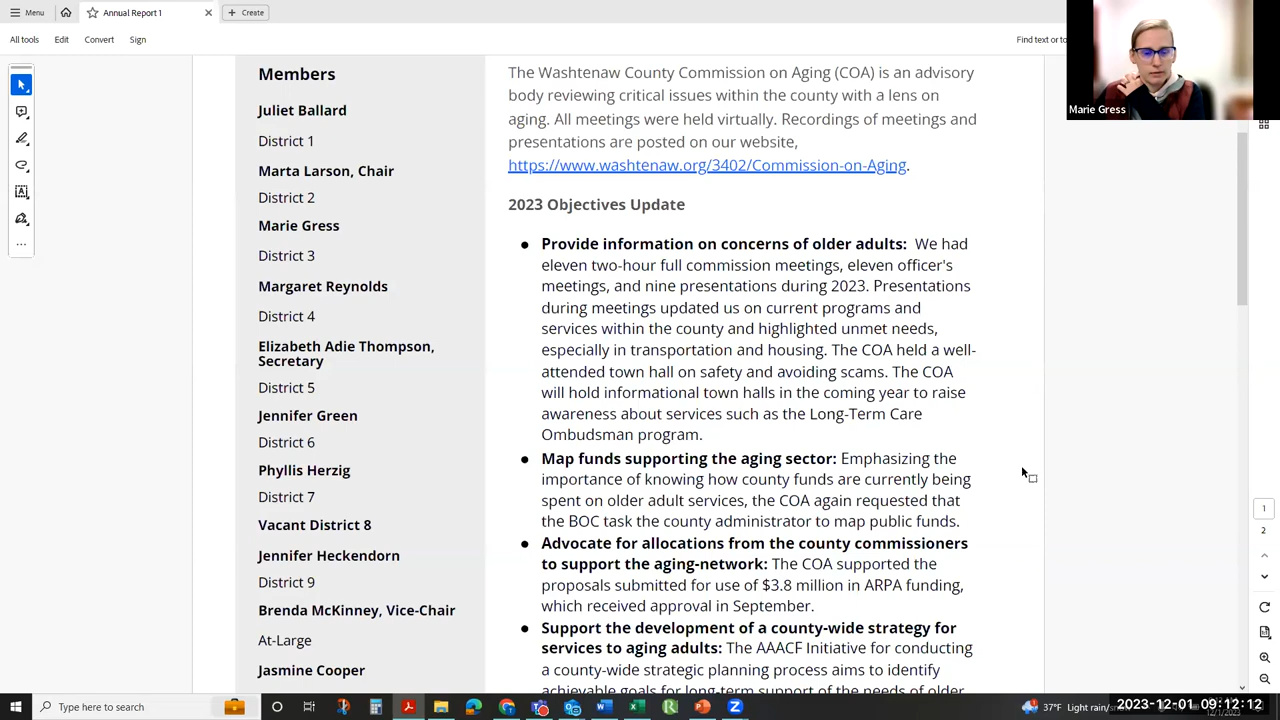 Menu
Annual Report 1
Create
All tools
Edit
Convert
Sign
Find text or to
Marie Gress
Members
Juliet Ballard
District 1
Marta Larson, Chair
District 2
Marie Gress
District 3
Margaret Reynolds
District 4
Elizabeth Adie Thompson,
Secretary
District 5
Jennifer Green
District 6
Phyllis Herzig
District 7
Vacant District 8
Jennifer Heckendorn
District 9
Brenda McKinney, Vice-Chair
At-Large
Jasmine Cooper
The Washtenaw County Commission on Aging (COA) is an advisory
body reviewing critical issues within the county with a lens on
aging. All meetings were held virtually. Recordings of meetings and
presentations are posted on our website,
https://www.washtenaw.org/3402/Commission-on-Aging.
2023 Objectives Update
● Provide information on concerns of older adults: We had
eleven two-hour full commission meetings, eleven officer's
meetings, and nine presentations during 2023. Presentations
during meetings updated us on current programs and
services within the county and highlighted unmet needs,
especially in transportation and housing. The COA held a well-
attended town hall on safety and avoiding scams. The COA
will hold informational town halls in the coming year to raise
awareness about services such as the Long-Term Care
Ombudsman program.
● Map funds supporting the aging sector: Emphasizing the
importance of knowing how county funds are currently being
spent on older adult services, the COA again requested that
the BOC task the county administrator to map public funds.
● Advocate for allocations from the county commissioners
to support the aging-network: The COA supported the
proposals submitted for use of $3.8 million in ARPA funding,
which received approval in September.
● Support the development of a county-wide strategy for
services to aging adults: The AAACF Initiative for conducting
a county-wide strategic planning process aims to identify
achievable goals for long-term support of the needs of older
1
2
Type here to search
37°F Light rain/
2023-12-01 09:12:12